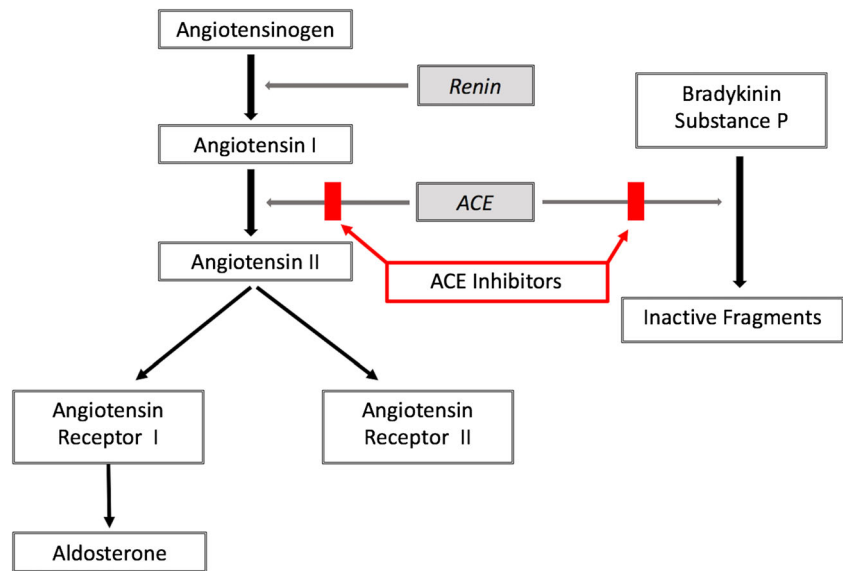 Angiotensinogen
Renin
Bradykinin
Substance P
Angiotensin I
ACE
Angiotensin II
ACE Inhibitors
Inactive Fragments
Angiotensin
Receptor I
Angiotensin
Receptor II
Aldosterone